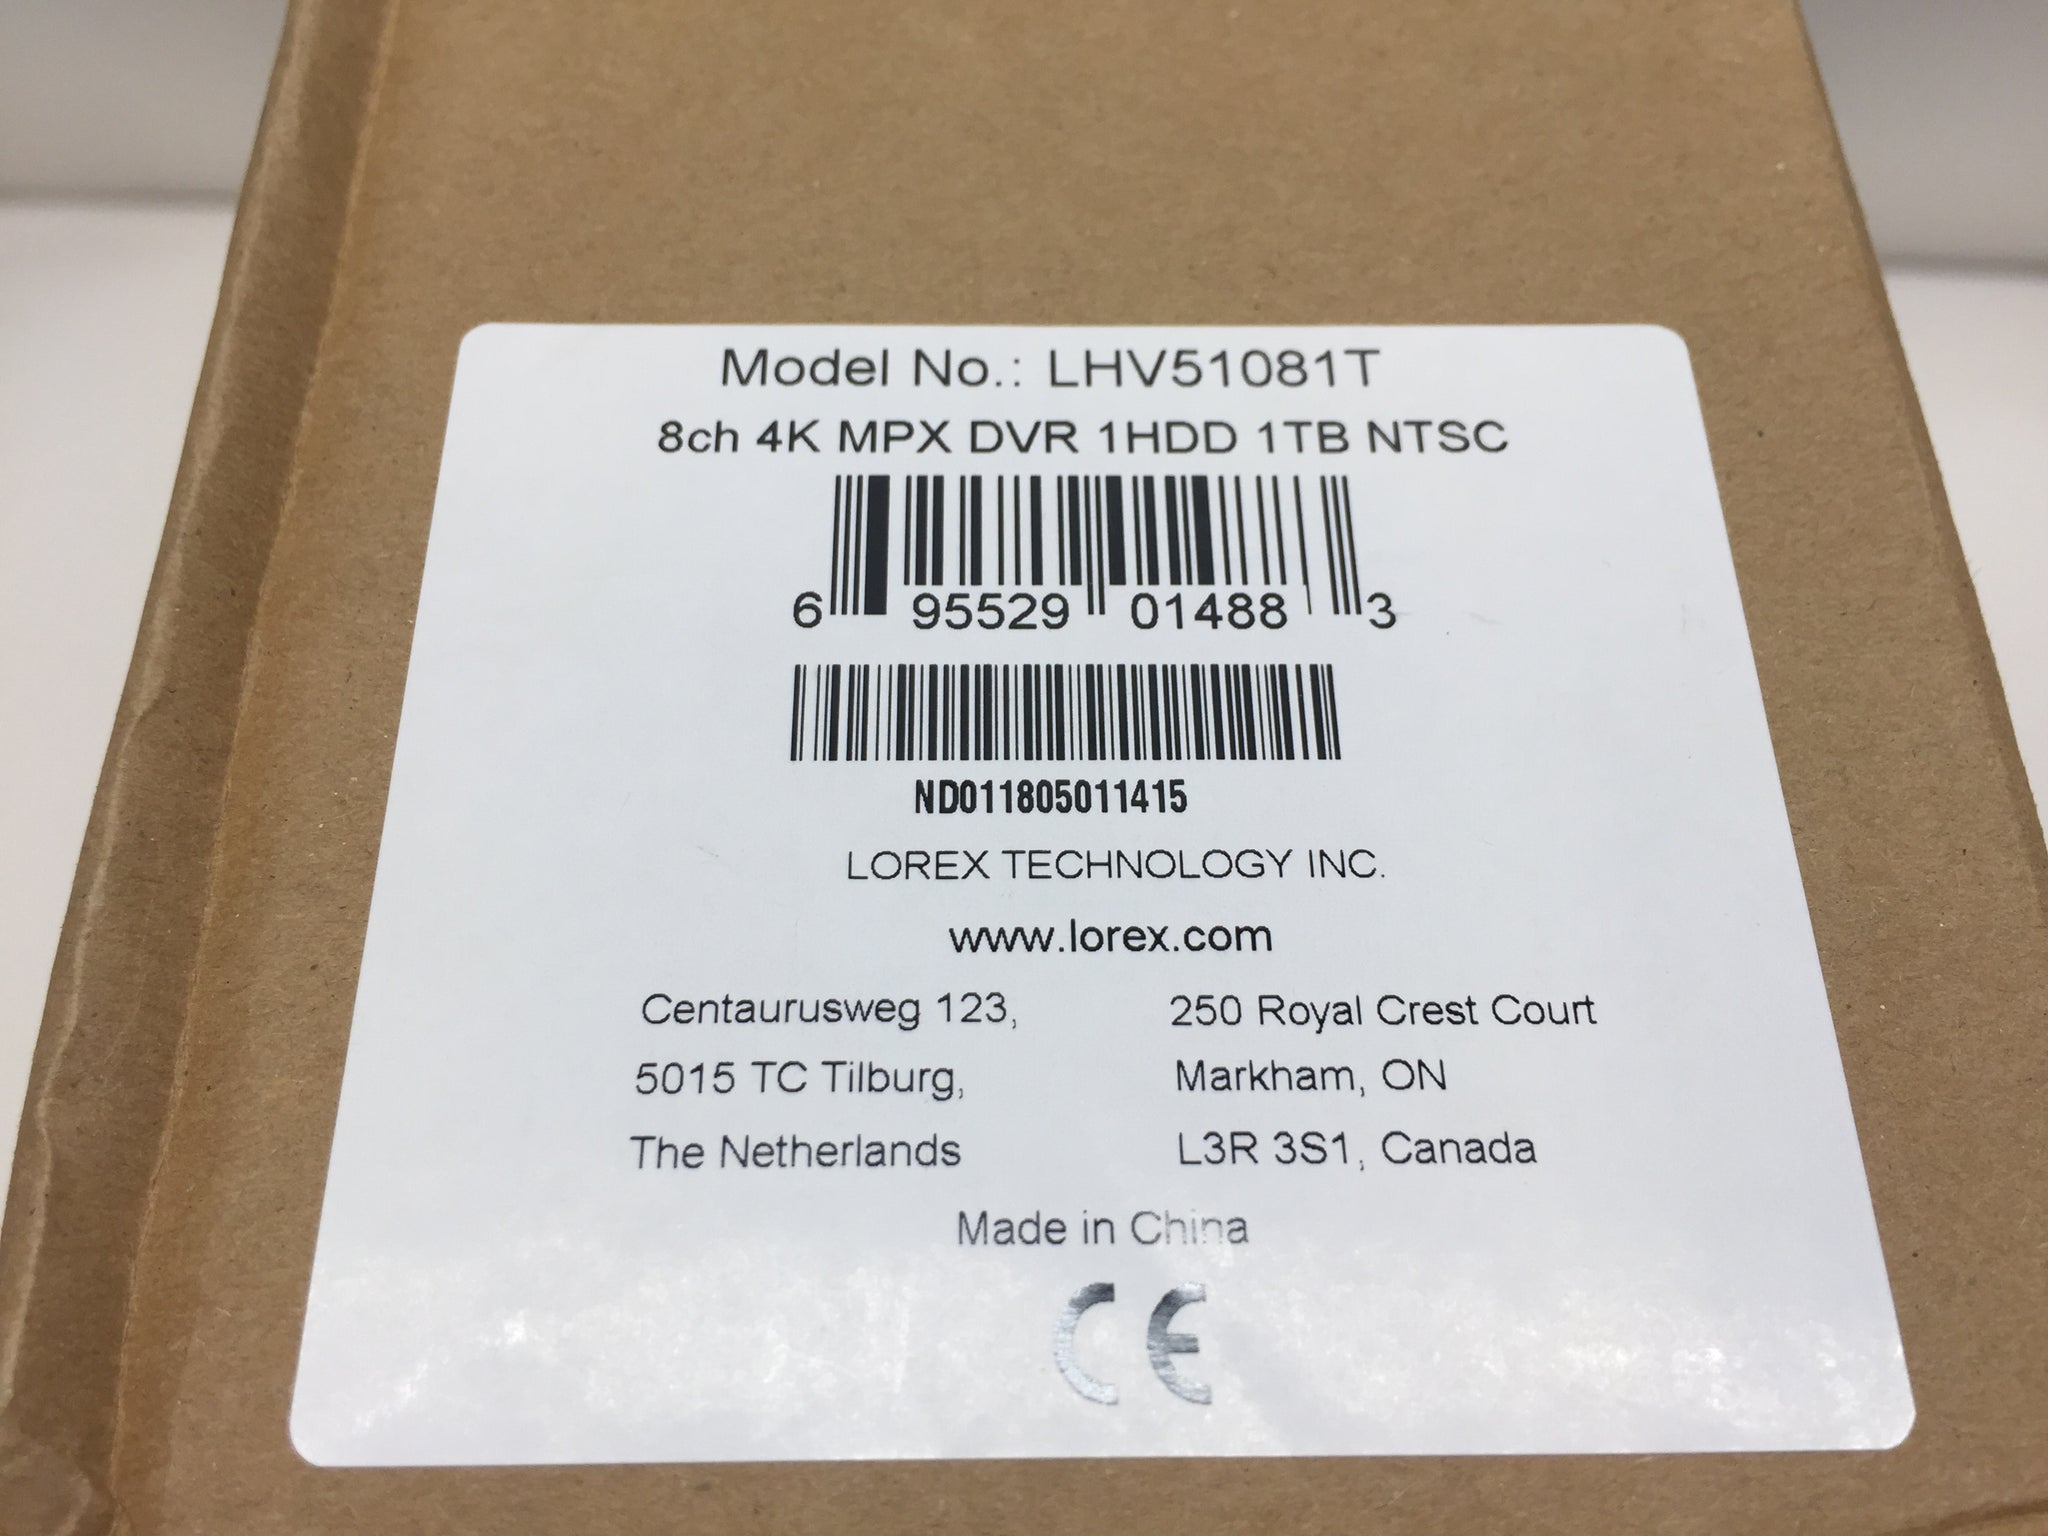 Model No.: LHV51081T
8ch 4K MPX DVR 1HDD 1TB NTSC
6 95529 01488 3
ND011805011415
LOREX TECHNOLOGY INC.
www.lorex.com
Centaurusweg 123,
5015 TC Tilburg,
The Netherlands
250 Royal Crest Court
Markham, ON
L3R 3S1, Canada
Made in China
CE